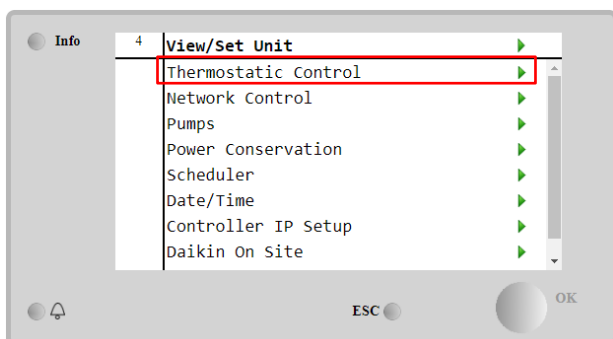 Info
4 View/Set Unit
Thermostatic Control
Network Control
Pumps
Power Conservation
Scheduler
Date/Time
Controller IP Setup
Daikin On Site
ESC
OK